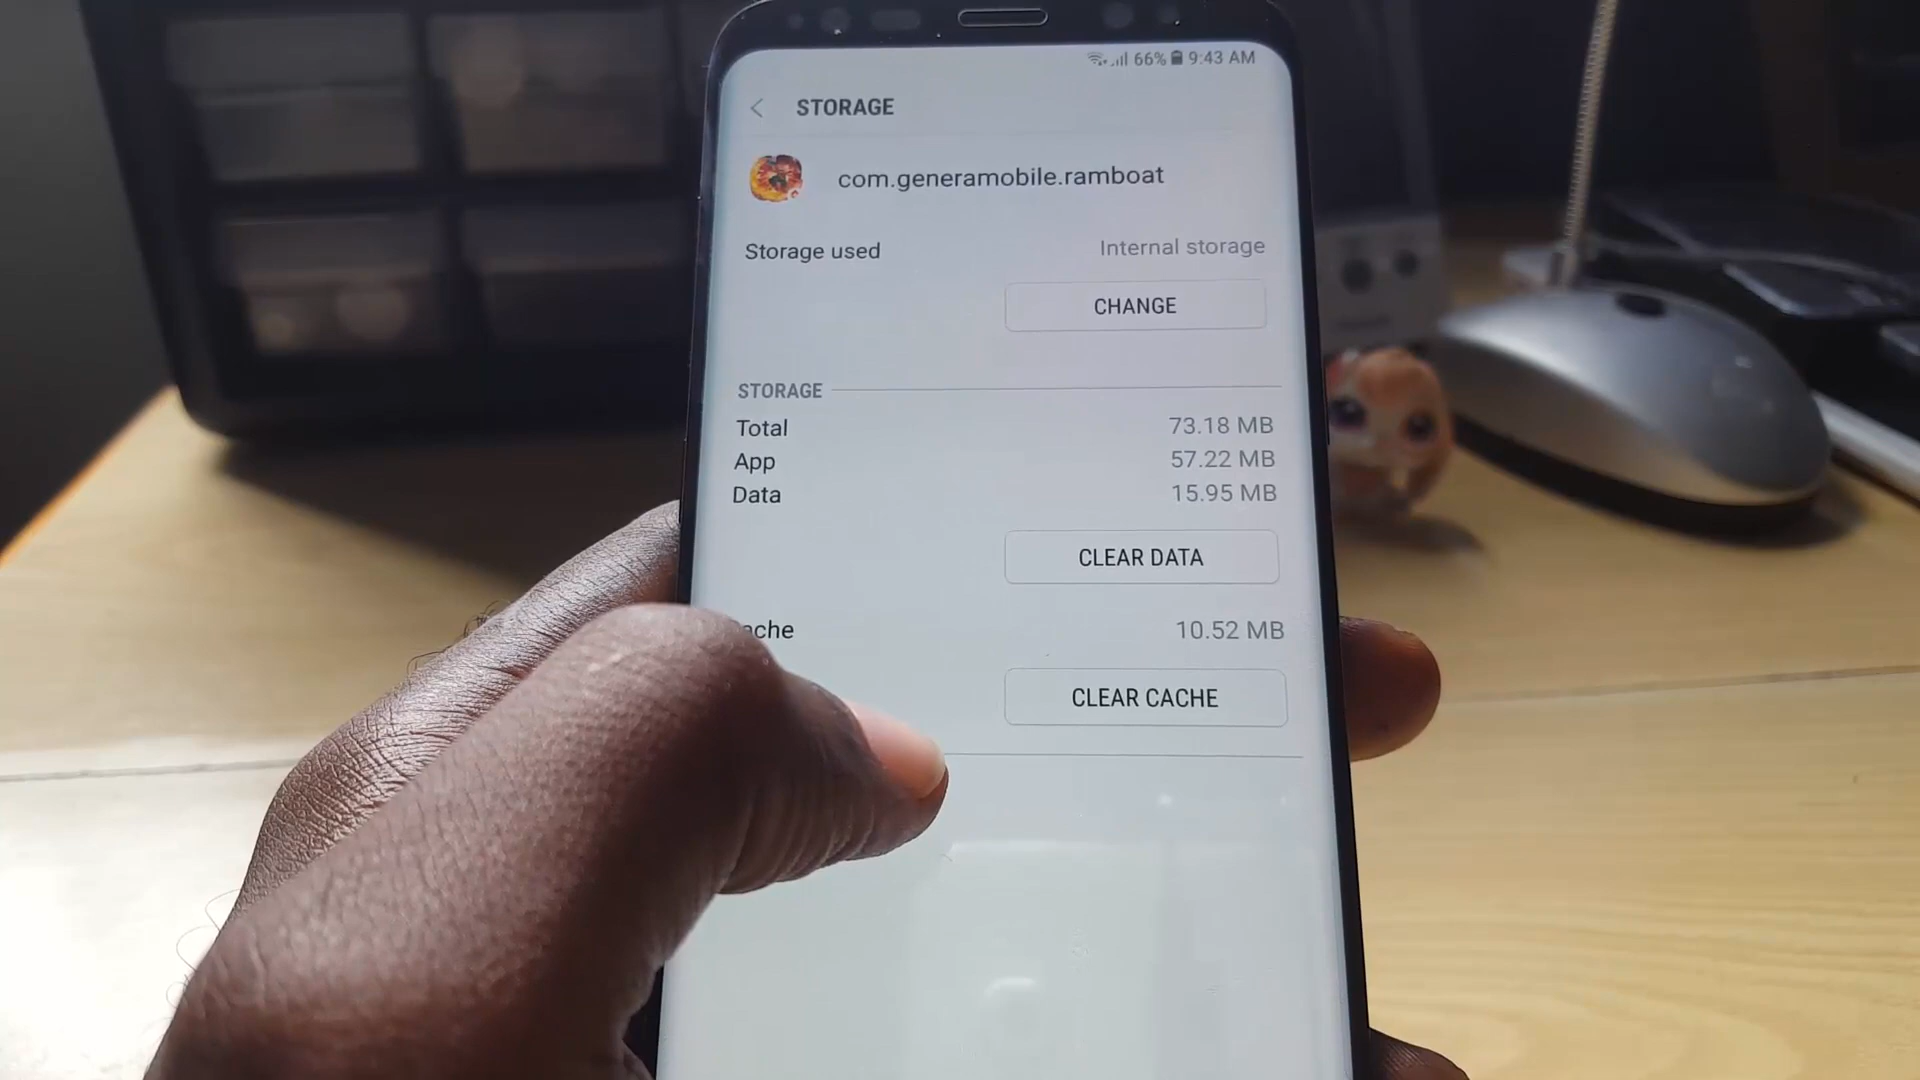 66% 9:43 AM
STORAGE
com.generamobile.ramboat
Storage used Internal storage
CHANGE
STORAGE
Total 73.18 MB
App 57.22 MB
Data 15.95 MB
CLEAR DATA
ache 10.52 MB
CLEAR CACHE